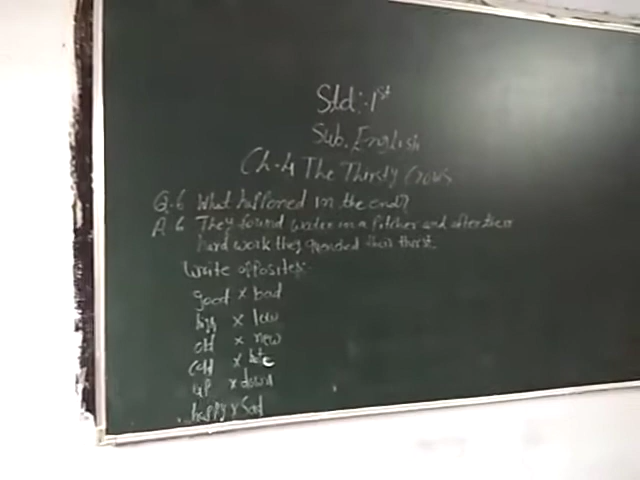 Std:-1st
Sub. English
Ch-4 The Thirsty Crows
Q.6 What happened in the end?
A.6 They found water in a pitcher and after their
hard work they quenched their thirst.
Write opposites:-
good × bad
× low
old × new
cold ×
up × down
happy × Sad